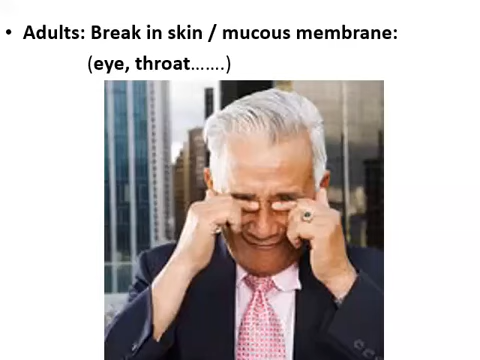 • Adults: Break in skin / mucous membrane:
(eye, throat…….)